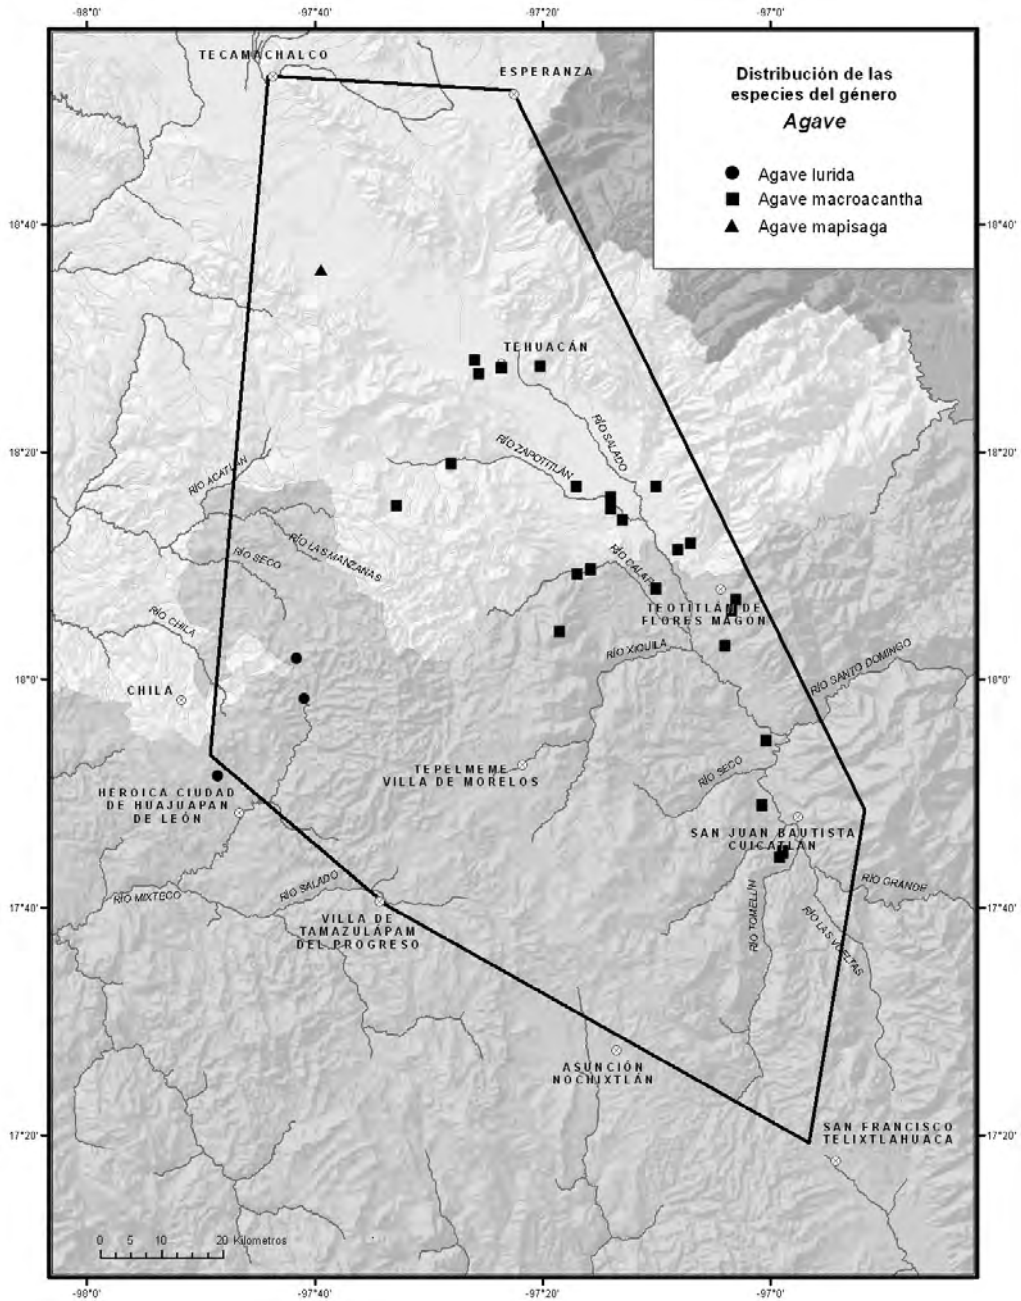 -98°0'
-97°40'
-97°20'
-97°0'
TECAMACHALCO
ESPERANZA
Distribución de las
especies del género
Agave
Agave lurida
Agave macroacantha
Agave mapisaga
18°40'
18°40'
TEHUACÁN
RÍO SALADO
RÍO ZAPOTITLÁN
18°20'
18°20'
RÍO ACATLÁN
RÍO LAS MANZANAS
RÍO SECO
RÍO CALAPA
TEOTITLÁN DE
FLORES MAGÓN
RÍO CHILA
RÍO XIQUILA
RÍO SANTO DOMINGO
18°0'
18°0'
CHILA
TEPELMEME
VILLA DE MORELOS
RÍO SECO
HEROICA CIUDAD
DE HUAJUAPAN
DE LEÓN
SAN JUAN BAUTISTA
CUICATLÁN
RÍO SALADO
RÍO MIXTECO
RÍO GRANDE
17°40'
17°40'
VILLA DE
TAMAZULÁPAM
DEL PROGRESO
RÍO TOMELLÍN
RÍO LAS VUELTAS
ASUNCIÓN
NOCHIXTLÁN
SAN FRANCISCO
TELIXTLAHUACA
17°20'
17°20'
0 5 10 20 Kilometros
-98°0'
-97°40'
-97°20'
-97°0'